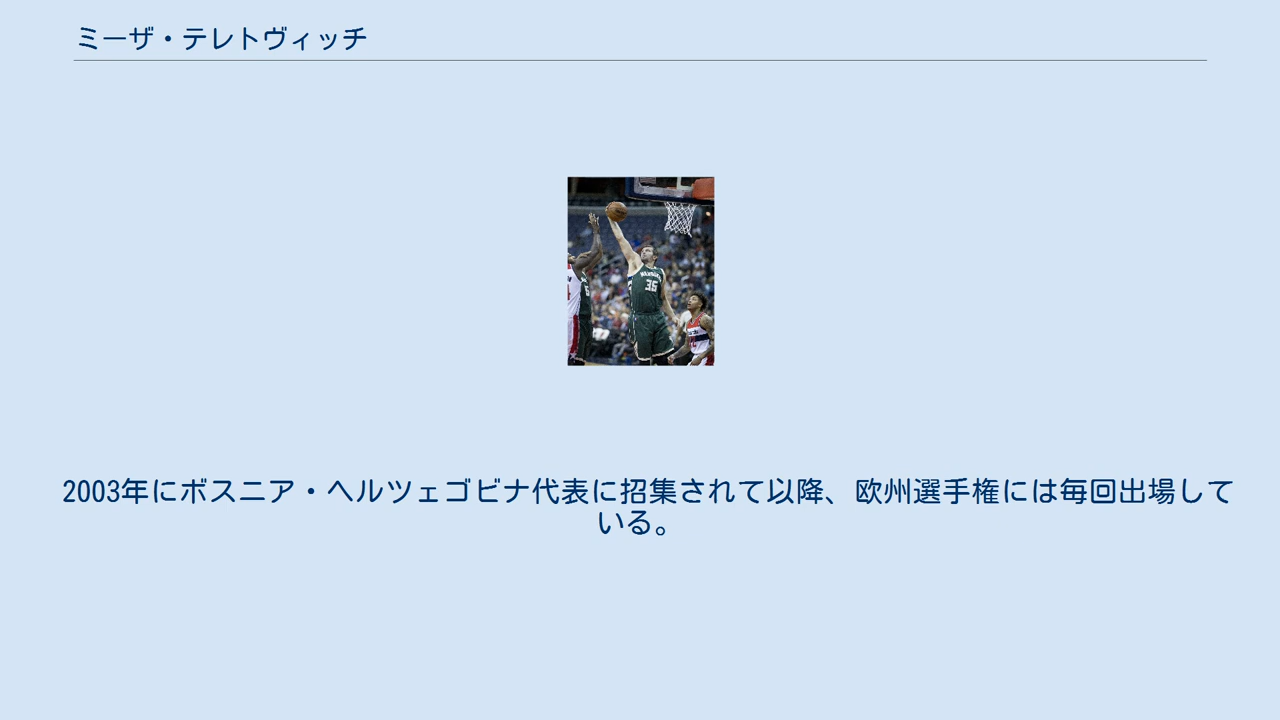 ミーザ・テレトヴィッチ
35
2003年にボスニア・ヘルツェゴビナ代表に招集されて以降、欧州選手権には毎回出場して
いる。